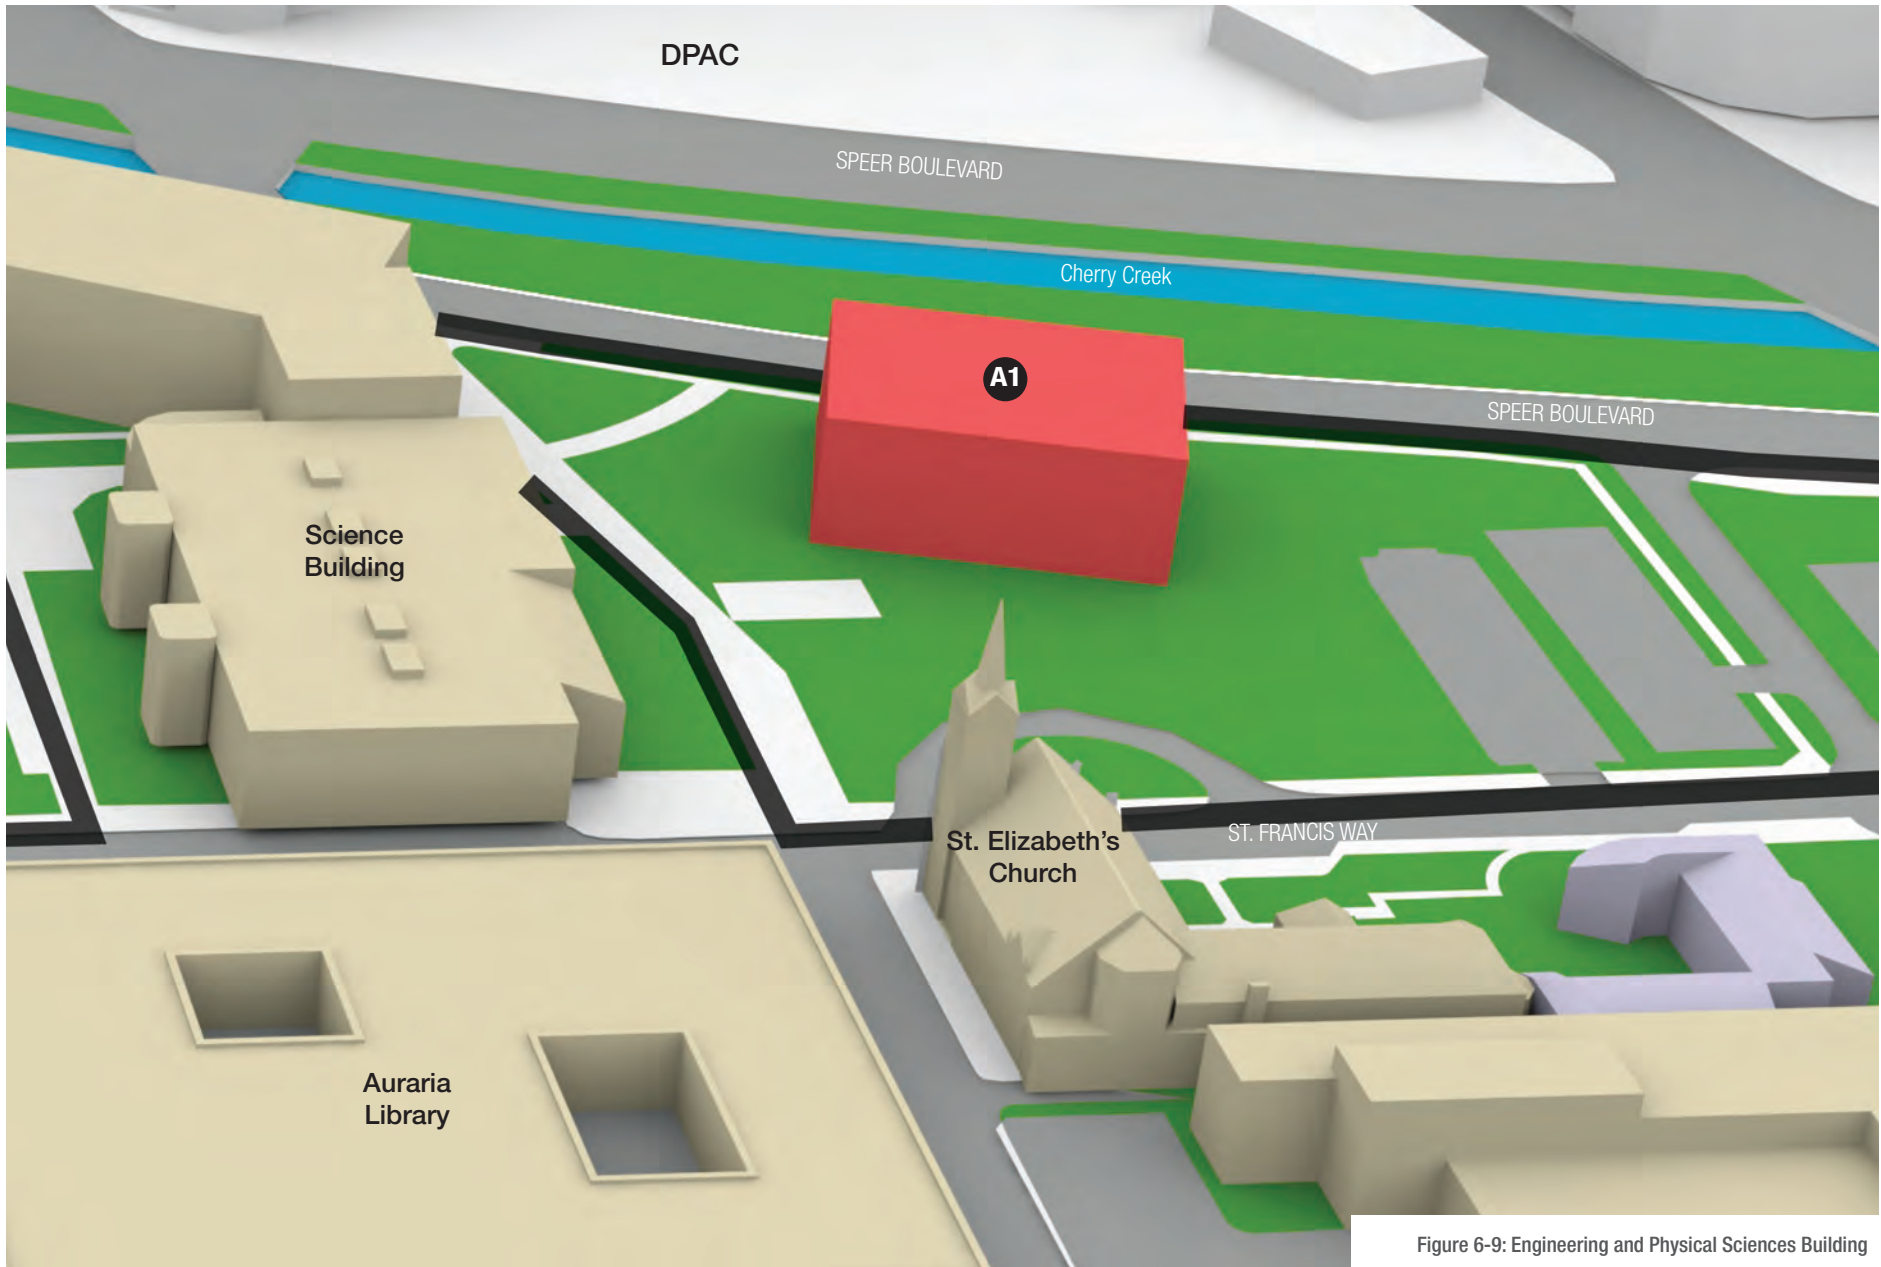 DPAC
SPEER BOULEVARD
Cherry Creek
A1
SPEER BOULEVARD
Science
Building
St. Elizabeth's
Church
ST. FRANCIS WAY
Auraria
Library
Figure 6-9: Engineering and Physical Sciences Building